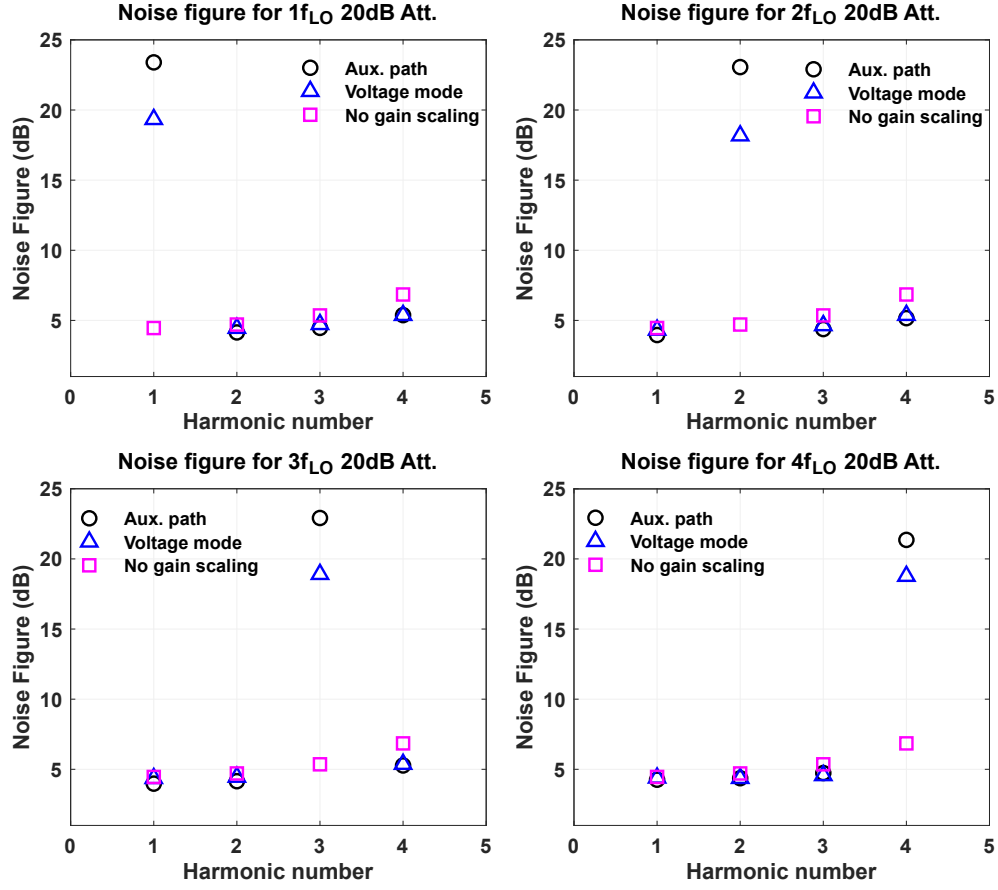 Noise figure for 1f_LO 20dB Att.
25
20
15
10
5
Noise Figure (dB)
Aux. path
Voltage mode
No gain scaling
0 1 2 3 4 5
Harmonic number
Noise figure for 2f_LO 20dB Att.
25
20
15
10
5
Noise Figure (dB)
Aux. path
Voltage mode
No gain scaling
0 1 2 3 4 5
Harmonic number
Noise figure for 3f_LO 20dB Att.
25
20
15
10
5
Noise Figure (dB)
Aux. path
Voltage mode
No gain scaling
0 1 2 3 4 5
Harmonic number
Noise figure for 4f_LO 20dB Att.
25
20
15
10
5
Noise Figure (dB)
Aux. path
Voltage mode
No gain scaling
0 1 2 3 4 5
Harmonic number